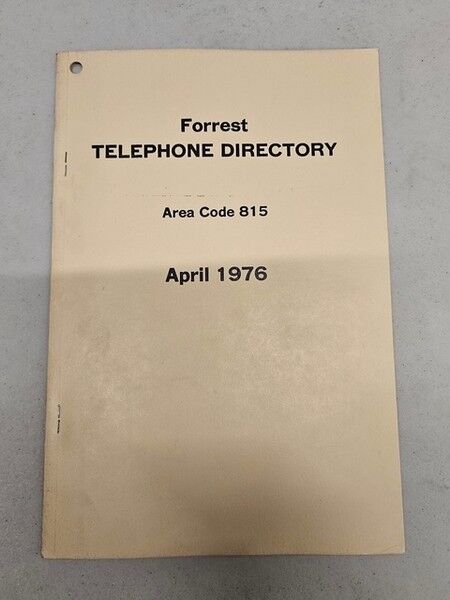 Forrest
TELEPHONE DIRECTORY
Area Code 815
April 1976